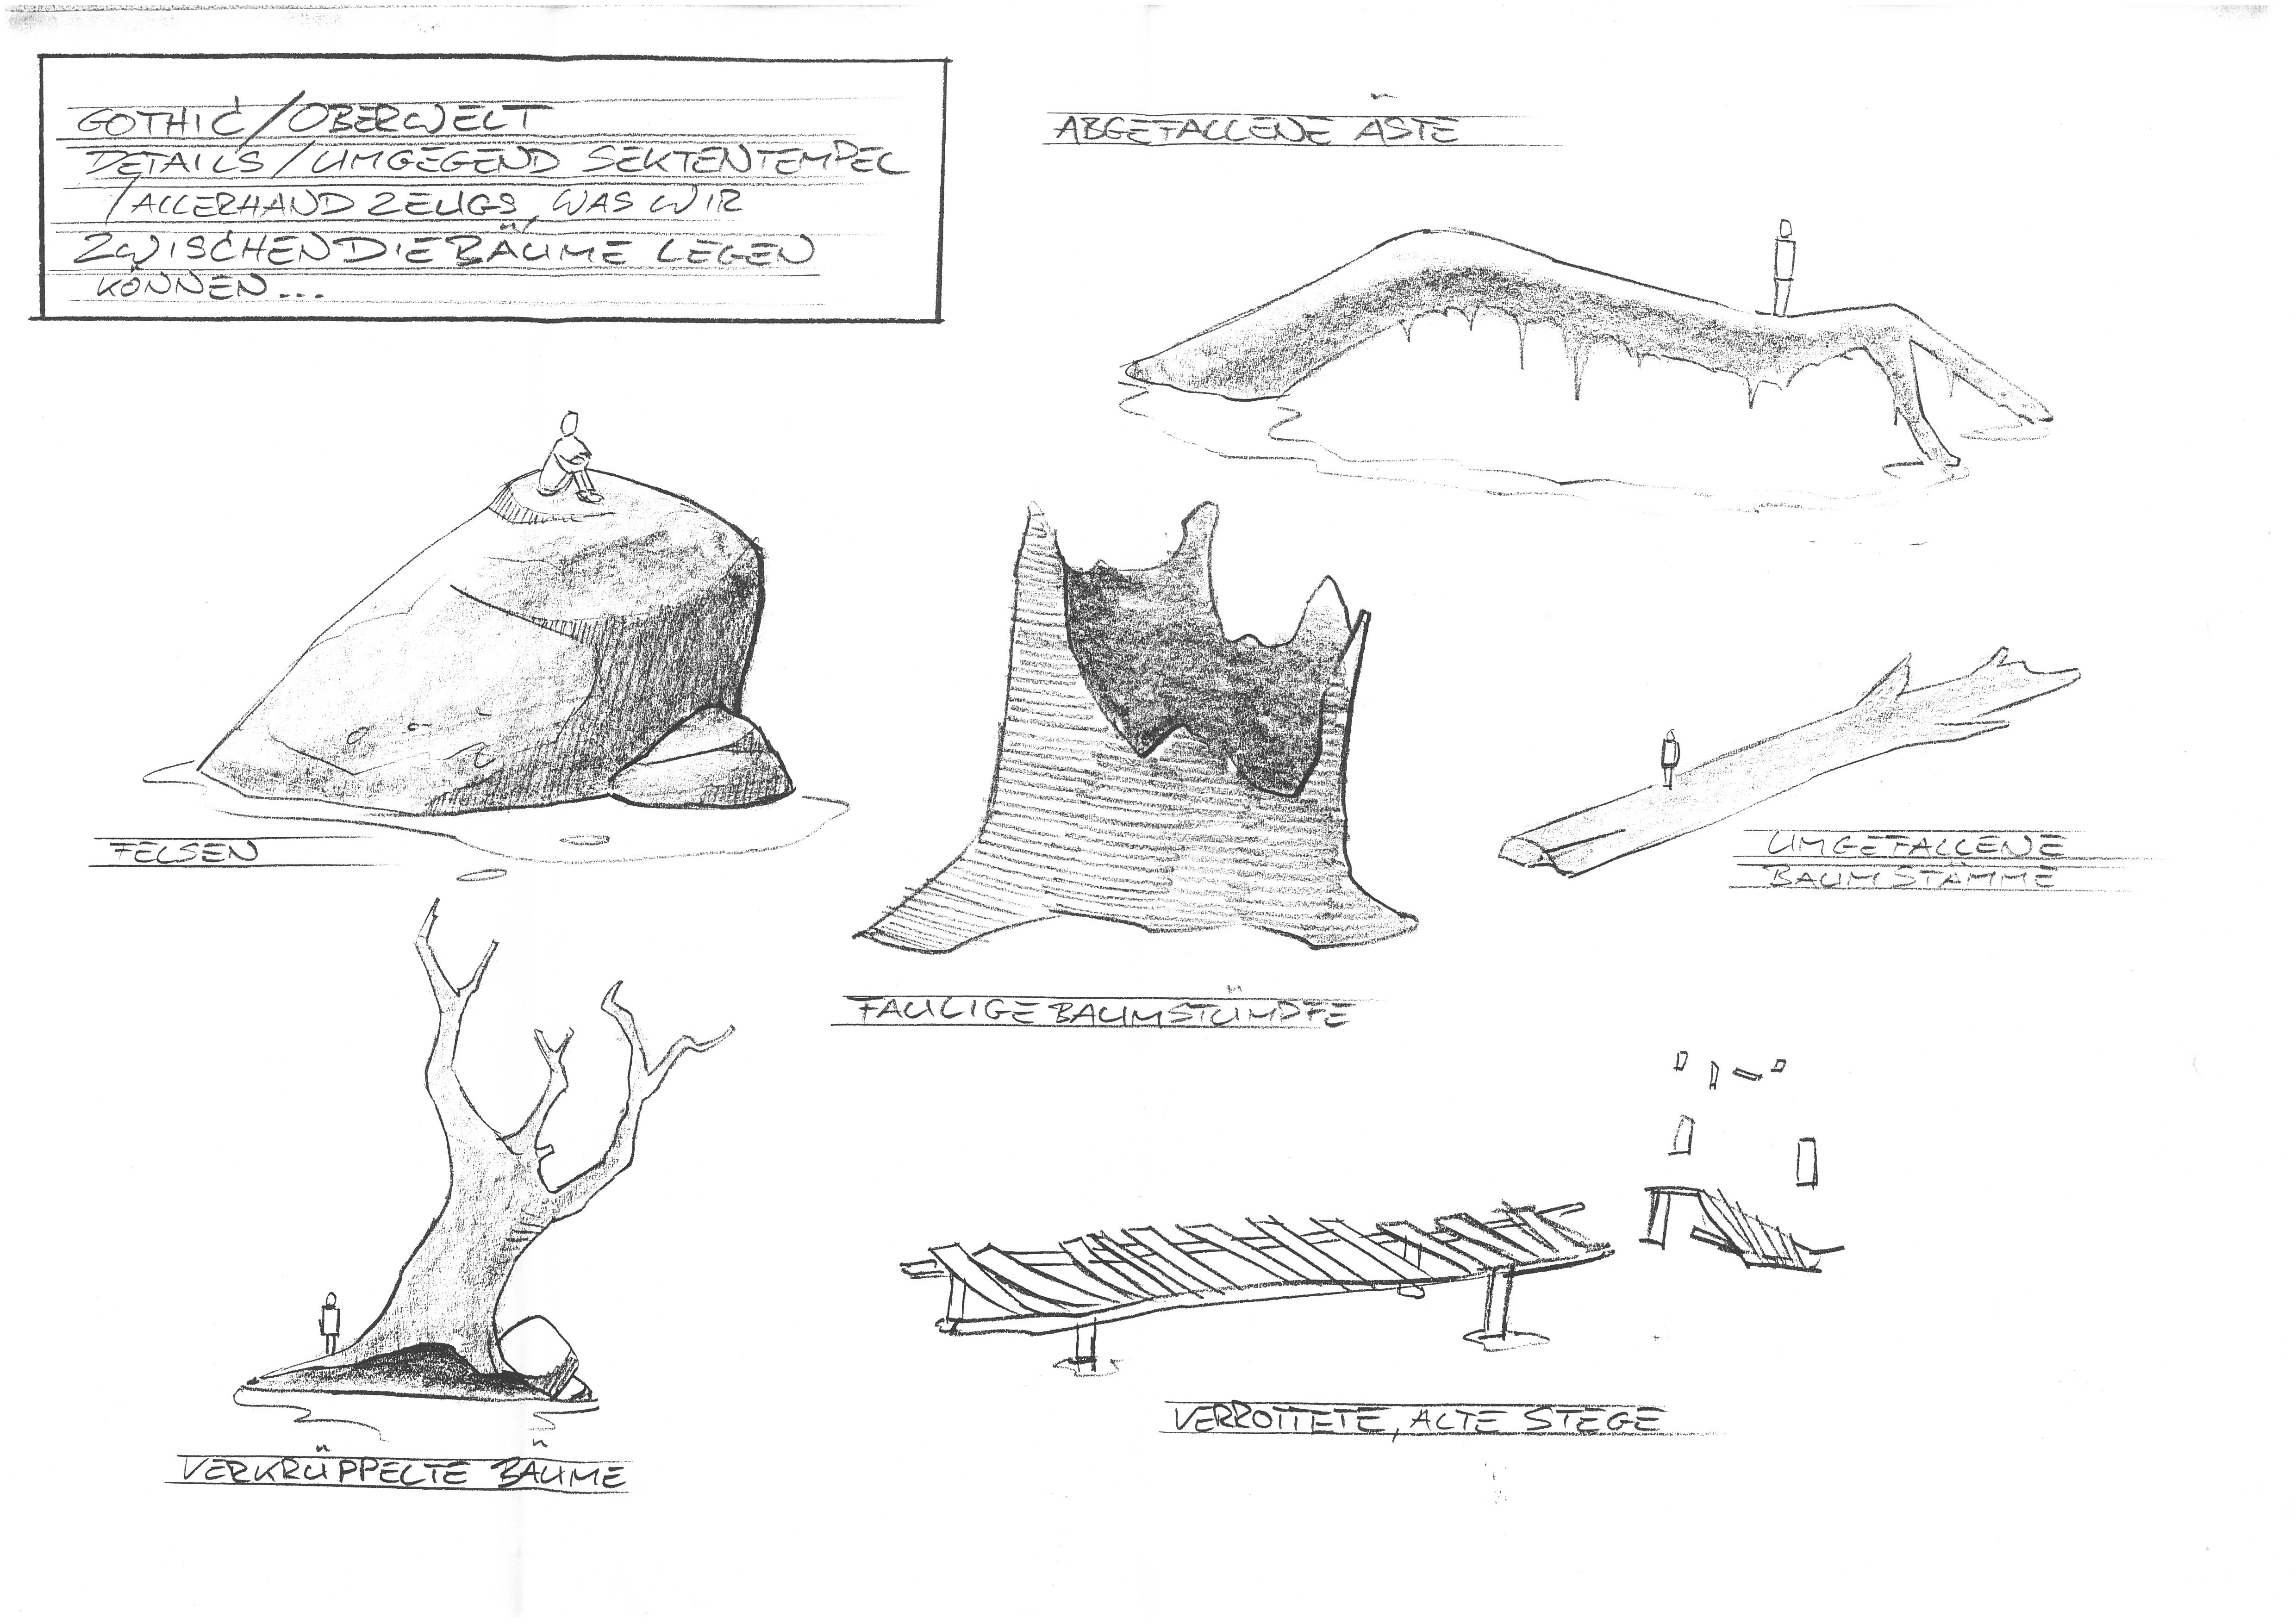 GOTHIC/OBERWELT
DETAILS/UMGEGEND SEKTENTEMPEL
/ALLERHAND ZEUGS, WAS WIR
ZWISCHEN DIE BÄUME LEGEN
KÖNNEN...
ABGEFALLENE ÄSTE
FELSEN
UMGEFALLENE
BAUMSTÄMME
FAULIGE BAUMSTÜMPFE
VERROTTETE, ALTE STEGE
VERKRÜPPELTE BÄUME